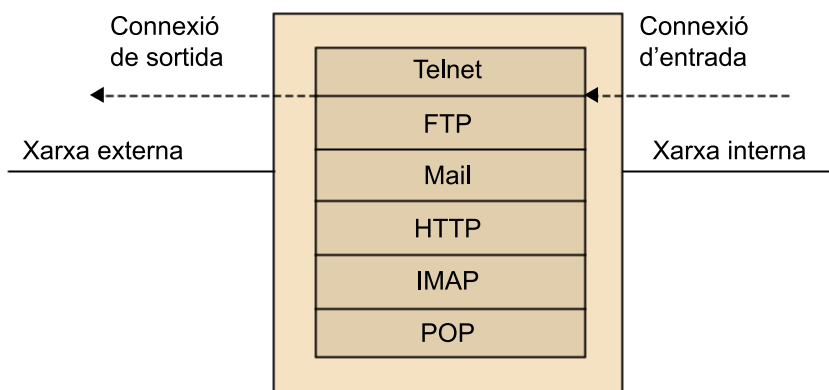 Connexió
de sortida
Connexió
d’entrada
Telnet
FTP
Xarxa externa
Xarxa interna
Mail
HTTP
IMAP
POP